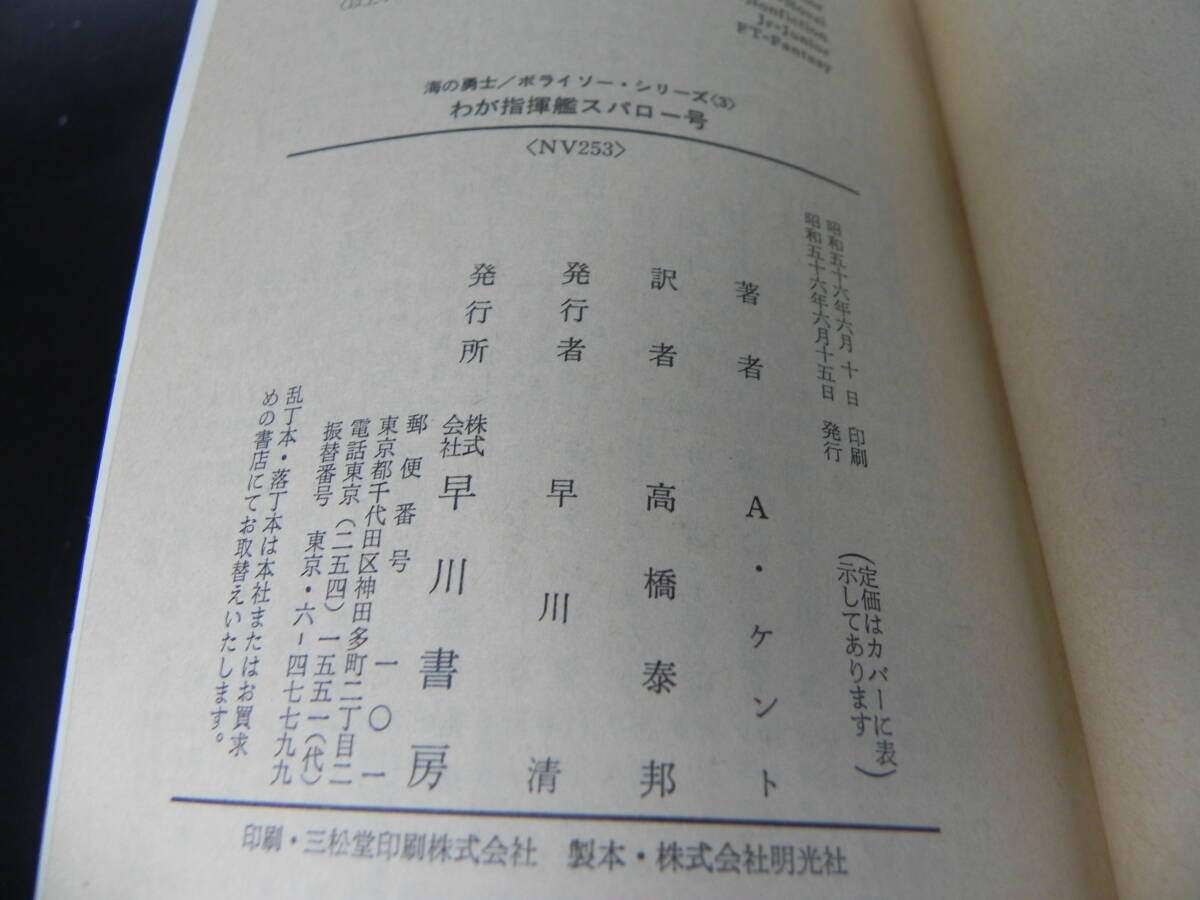 Nonfiction
Jr-Junior
FT-Fantasy
海の勇士／ボライソー・シリーズ〈3〉
わが指揮艦スパロー号
〈NV253〉
昭和五十六年六月十日 印刷
昭和五十六年六月十五日 発行
(定価はカバーに表
示してあります)
著者 A・ケント
訳者 高橋泰邦
発行者 早川清
発行所 株式会社早川書房
郵便番号 一〇一
東京都千代田区神田多町二丁目二
電話東京(二五四)一五五一(代)
振替番号 東京・六-四七七九九
乱丁本・落丁本は本社またはお買求
めの書店にてお取替えいたします。
印刷・三松堂印刷株式会社 製本・株式会社明光社